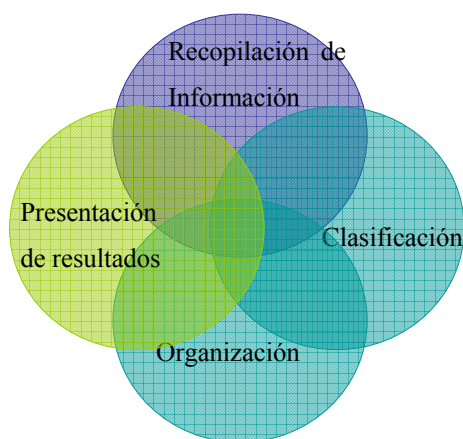 Recopilación de
Información
Presentación
de resultados
Clasificación
Organización